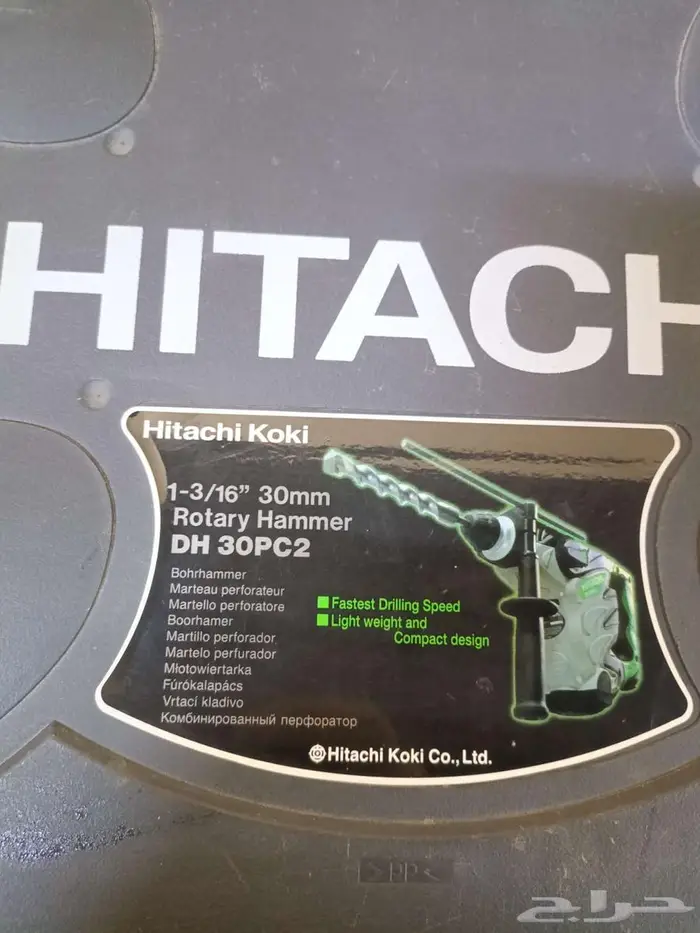 HITACH
Hitachi Koki
1-3/16” 30mm
Rotary Hammer
DH 30PC2
Bohrhammer
Marteau perforateur
Martello perforatore
Boorhamer
Martillo perforador
Martelo perfurador
Młotowiertarka
Fúrókalapács
Vrtací kladivo
Комбинированный перфоратор
Fastest Drilling Speed
Light weight and
Compact design
Hitachi Koki Co., Ltd.
>PP<
حراج